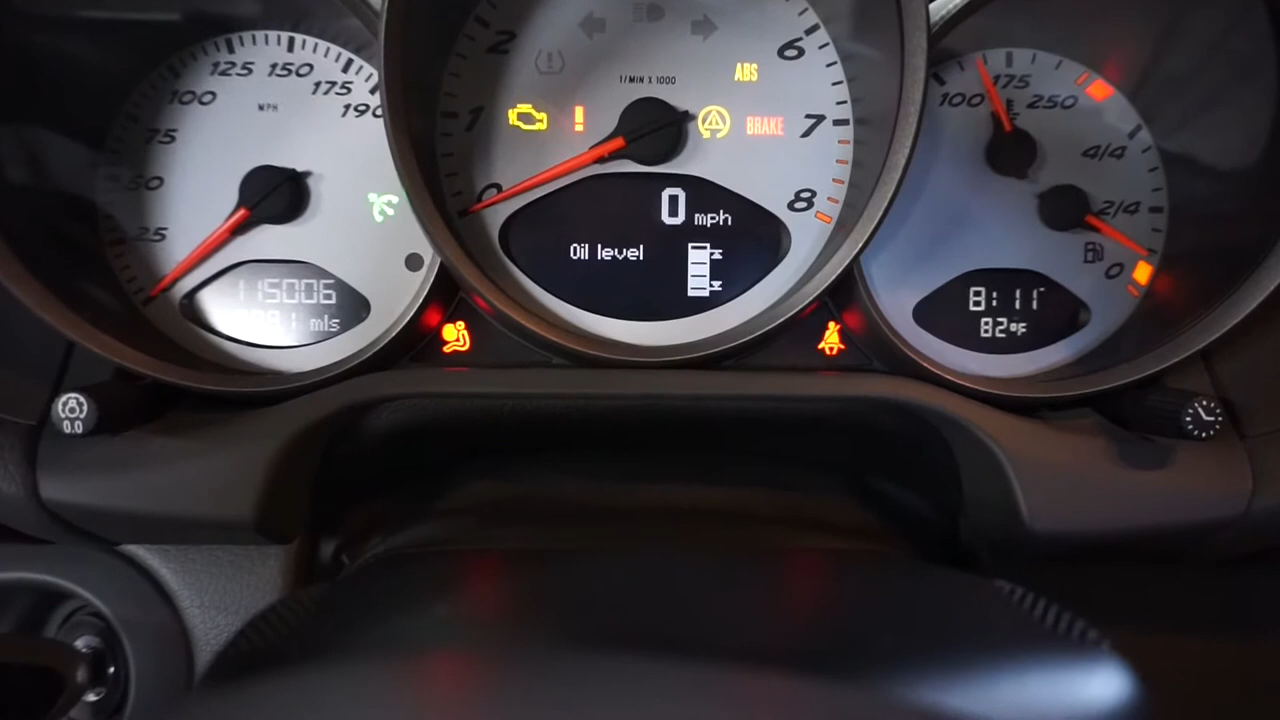 25
50
75
100
125
150
175
190
MPH
115006
mls
0
1
2
6
7
8
1/MIN X 1000
ABS
BRAKE
0 mph
Oil level
100
175
250
4/4
2/4
0
8:11
82°F
0.0